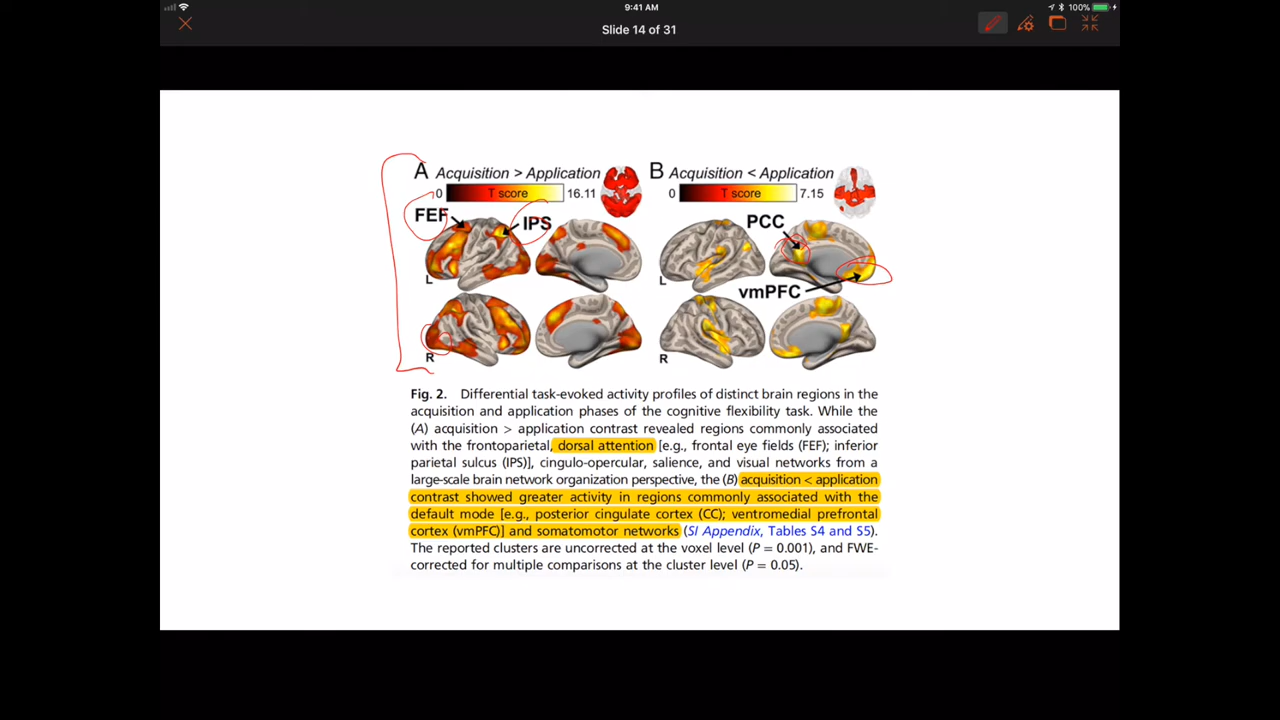 9:41 AM
100%
Slide 14 of 31
A Acquisition > Application
0 T score 16.11
FEF
IPS
L
R
B Acquisition < Application
0 T score 7.15
PCC
L
vmPFC
R
Fig. 2. Differential task-evoked activity profiles of distinct brain regions in the
acquisition and application phases of the cognitive flexibility task. While the
(A) acquisition > application contrast revealed regions commonly associated
with the frontoparietal, dorsal attention [e.g., frontal eye fields (FEF); inferior
parietal sulcus (IPS)], cingulo-opercular, salience, and visual networks from a
large-scale brain network organization perspective, the (B) acquisition < application
contrast showed greater activity in regions commonly associated with the
default mode [e.g., posterior cingulate cortex (CC); ventromedial prefrontal
cortex (vmPFC)] and somatomotor networks (SI Appendix, Tables S4 and S5).
The reported clusters are uncorrected at the voxel level (P = 0.001), and FWE-
corrected for multiple comparisons at the cluster level (P = 0.05).